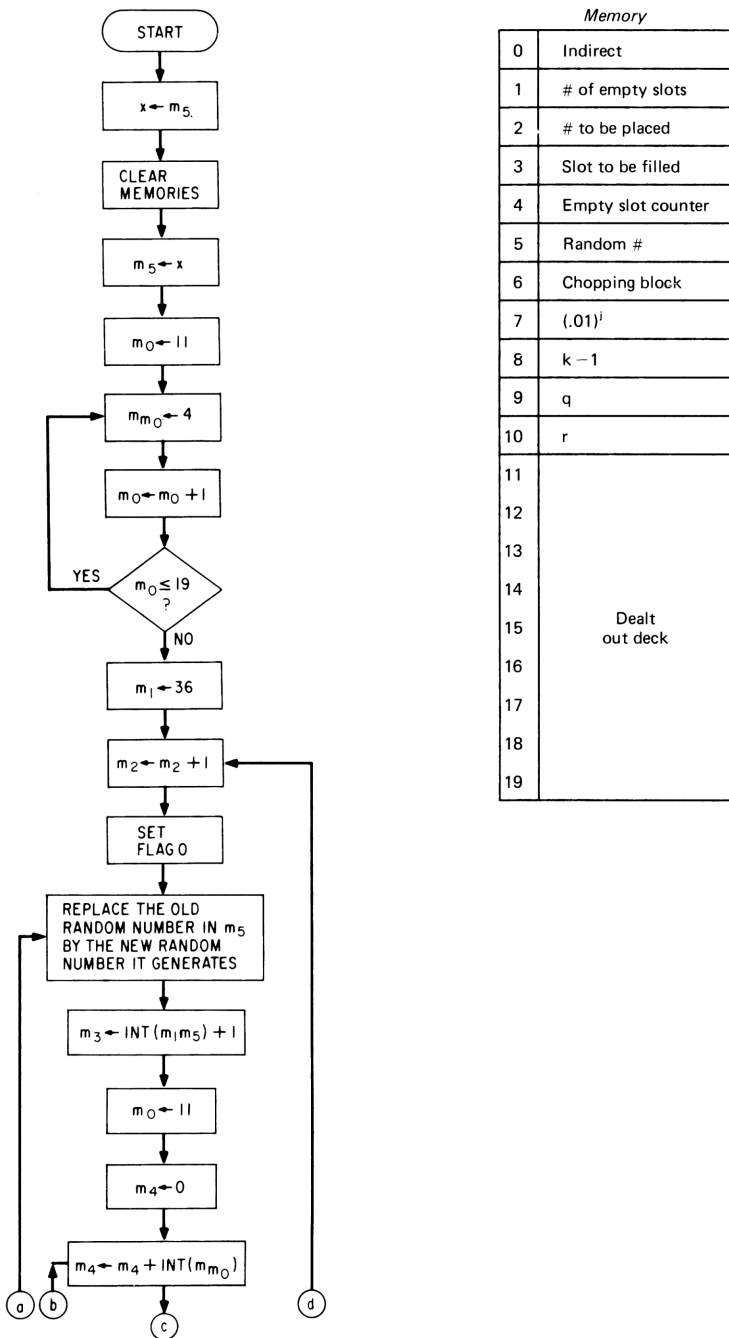 START
x ← m₅.
CLEAR
MEMORIES
m₅ ← x
m₀ ← 11
m_m₀ ← 4
m₀ ← m₀ + 1
YES
m₀ ≤ 19
?
NO
m₁ ← 36
m₂ ← m₂ + 1
SET
FLAG 0
REPLACE THE OLD
RANDOM NUMBER IN m₅
BY THE NEW RANDOM
NUMBER IT GENERATES
m₃ ← INT(m₁m₅) + 1
m₀ ← 11
m₄ ← 0
m₄ ← m₄ + INT(m_m₀)
a
b
c
d
Memory
0 Indirect
1 # of empty slots
2 # to be placed
3 Slot to be filled
4 Empty slot counter
5 Random #
6 Chopping block
7 (.01)ʲ
8 k − 1
9 q
10 r
11
12
13
14
15 Dealt
out deck
16
17
18
19